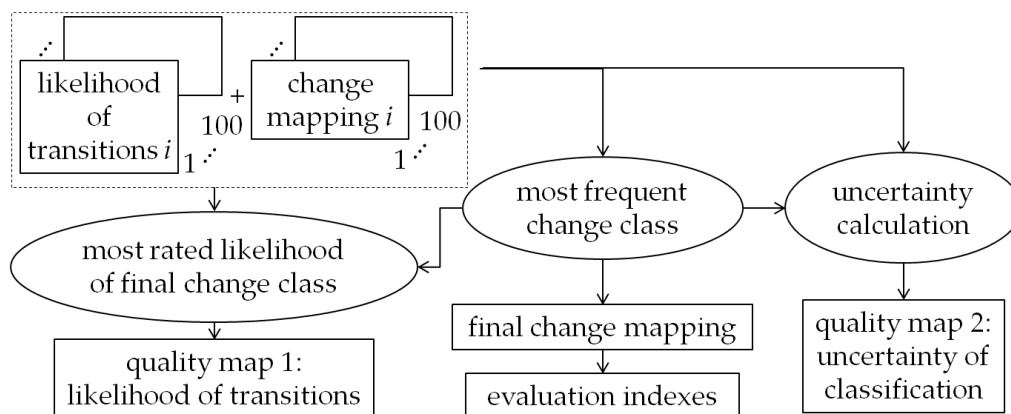 likelihood
of
transitions i
+
100
1 ⋰
⋰
change
mapping i
100
1 ⋰
⋰
most frequent
change class
uncertainty
calculation
most rated likelihood
of final change class
final change mapping
quality map 2:
uncertainty of
classification
quality map 1:
likelihood of transitions
evaluation indexes